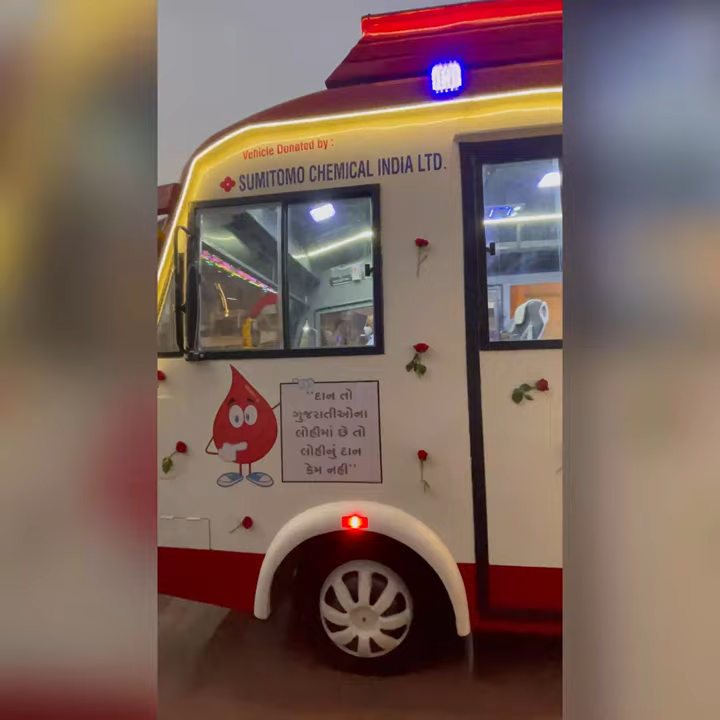 Vehicle Donated by :
SUMITOMO CHEMICAL INDIA LTD.
"દાન તો
ગુજરાતીઓના
લોહીમાં છે તો
લોહીનું દાન
કેમ નહી"